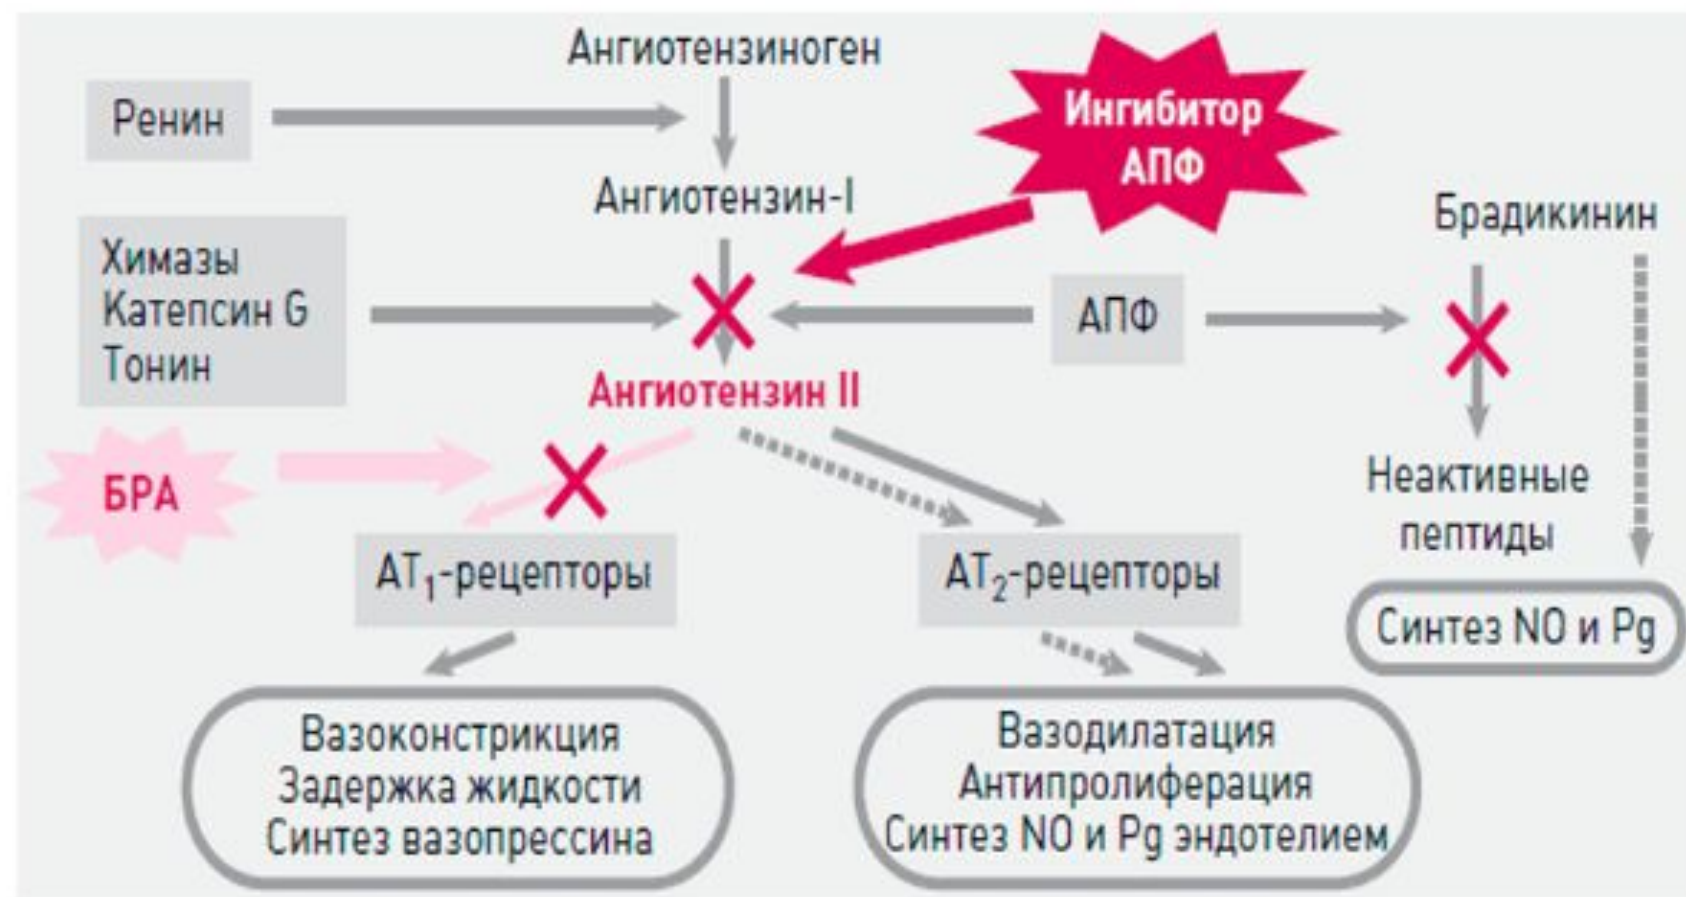 Ангиотензиноген
Ренин
Ингибитор
АПФ
Ангиотензин-I
Брадикинин
Химазы
Катепсин G
Тонин
АПФ
Ангиотензин II
БРА
Неактивные
пептиды
AT₁-рецепторы
AT₂-рецепторы
Синтез NO и Pg
Вазоконстрикция
Задержка жидкости
Синтез вазопрессина
Вазодилатация
Антипролиферация
Синтез NO и Pg эндотелием